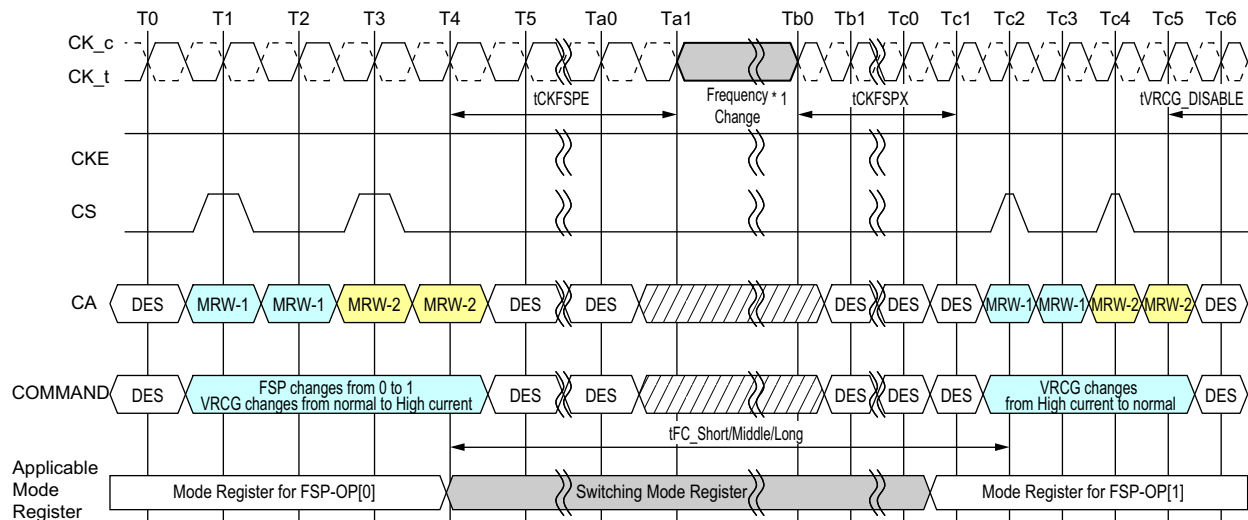 T0 T1 T2 T3 T4 T5 Ta0 Ta1 Tb0 Tb1 Tc0 Tc1 Tc2 Tc3 Tc4 Tc5 Tc6
CK_c
CK_t
tCKFSPE Frequency * 1 tCKFSPX tVRCG_DISABLE
Change
CKE
CS
CA DES MRW-1 MRW-1 MRW-2 MRW-2 DES DES DES DES DES MRW-1 MRW-1 MRW-2 MRW-2 DES
COMMAND DES FSP changes from 0 to 1 DES DES DES DES DES VRCG changes DES
VRCG changes from normal to High current from High current to normal
tFC_Short/Middle/Long
Applicable
Mode Mode Register for FSP-OP[0] Switching Mode Register Mode Register for FSP-OP[1]
Register